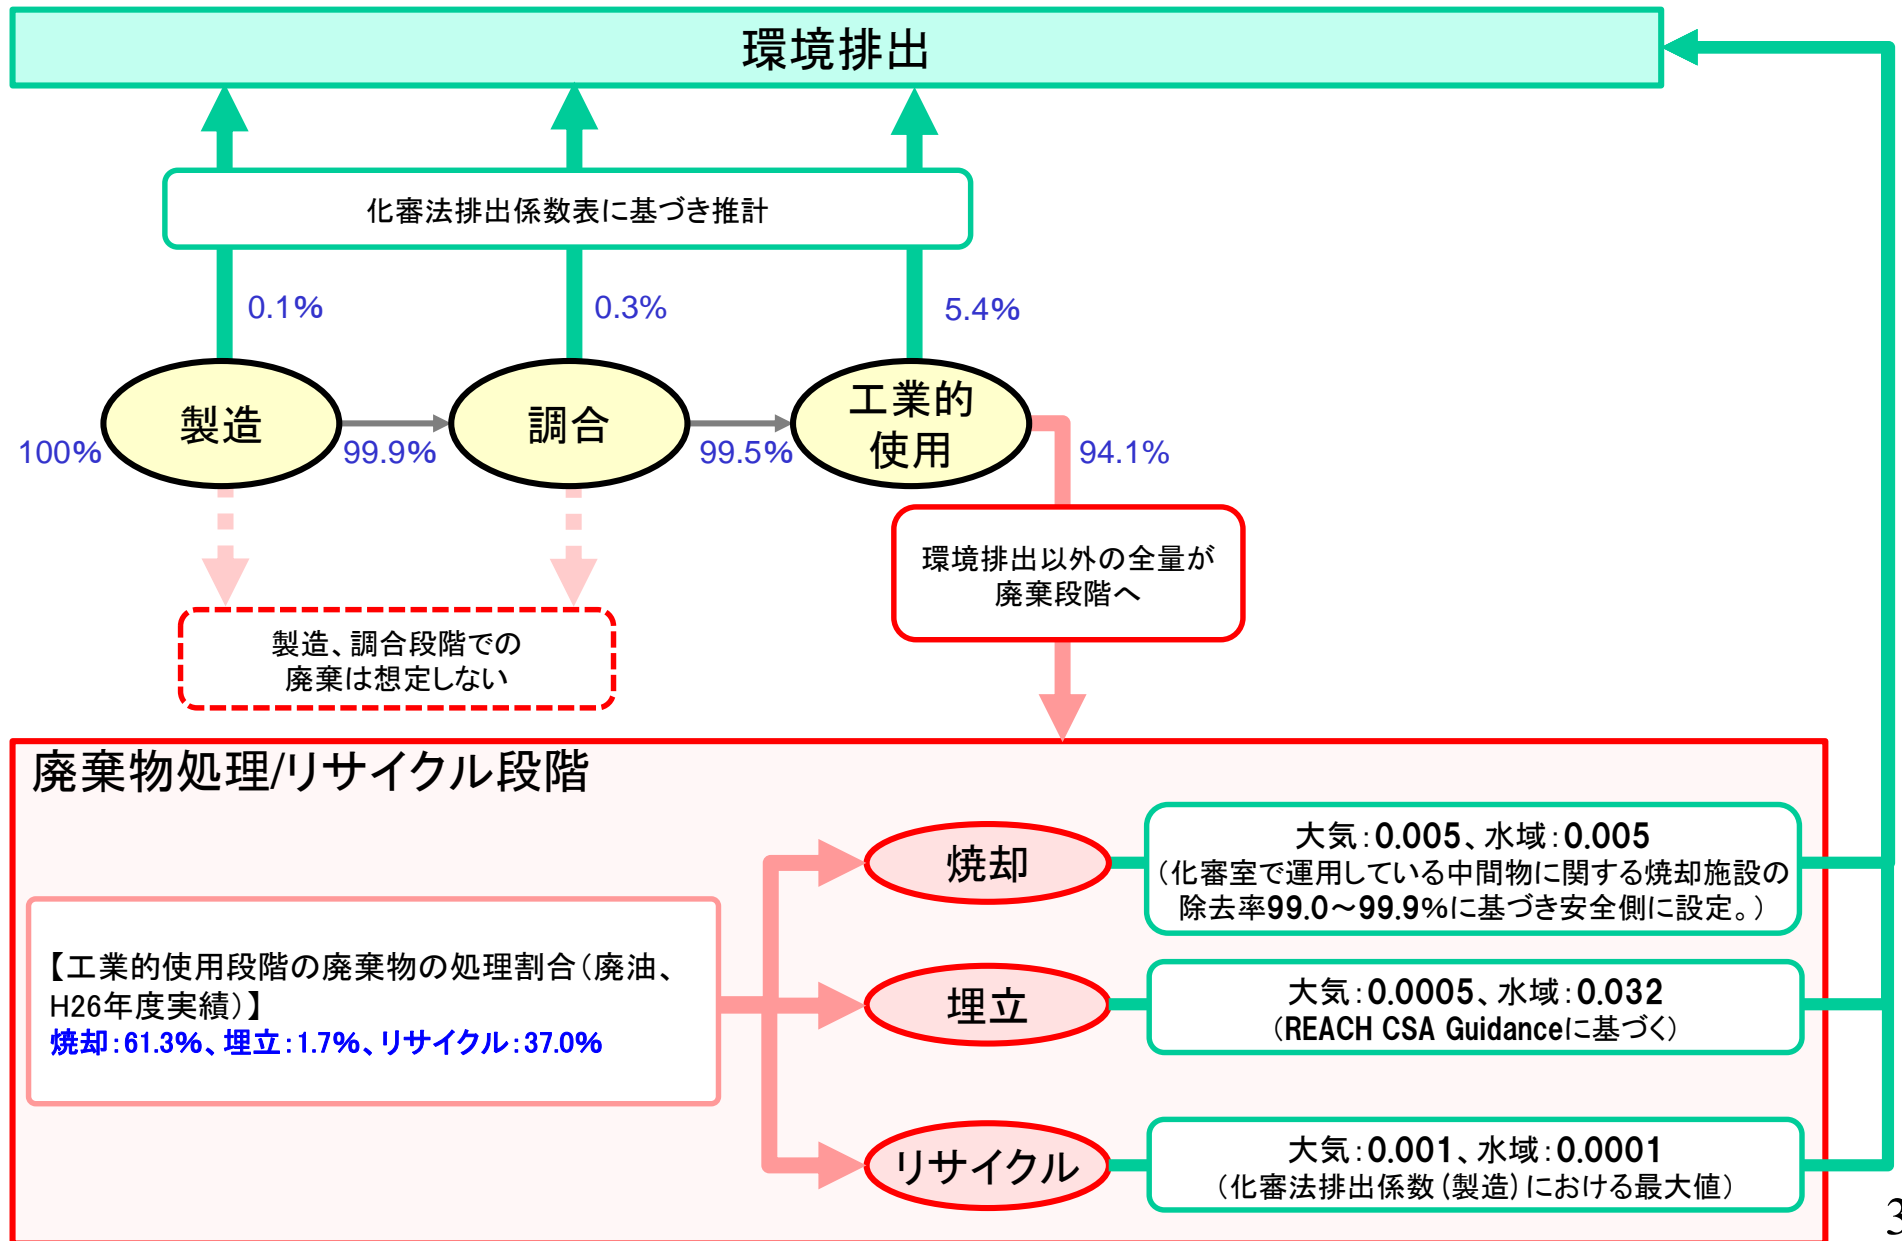 環境排出
化審法排出係数表に基づき推計
0.1%
0.3%
5.4%
製造
調合
工業的
使用
100%
99.9%
99.5%
94.1%
環境排出以外の全量が
廃棄段階へ
製造、調合段階での
廃棄は想定しない
廃棄物処理/リサイクル段階
【工業的使用段階の廃棄物の処理割合(廃油、
H26年度実績)】
焼却:61.3%、埋立:1.7%、リサイクル:37.0%
焼却
大気:0.005、水域:0.005
(化審室で運用している中間物に関する焼却施設の
除去率99.0~99.9%に基づき安全側に設定。)
埋立
大気:0.0005、水域:0.032
(REACH CSA Guidanceに基づく)
リサイクル
大気:0.001、水域:0.0001
(化審法排出係数(製造)における最大値)
3